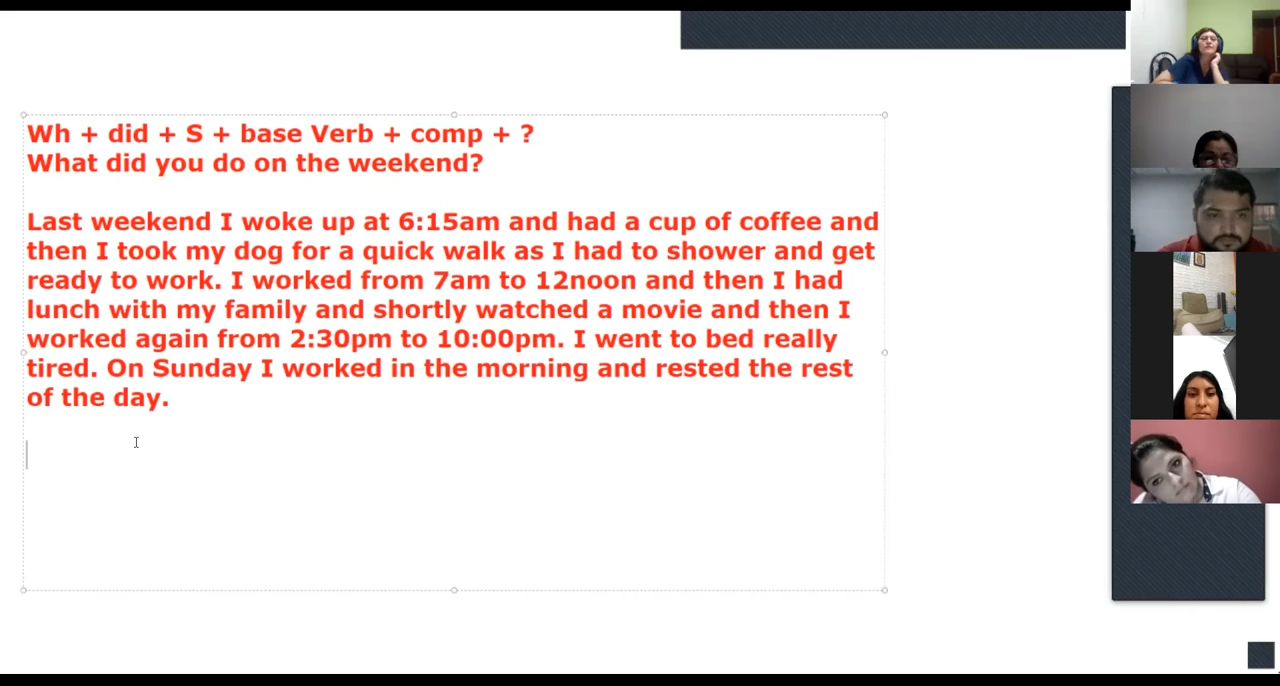 Wh + did + S + base Verb + comp + ?
What did you do on the weekend?
Last weekend I woke up at 6:15am and had a cup of coffee and
then I took my dog for a quick walk as I had to shower and get
ready to work. I worked from 7am to 12noon and then I had
lunch with my family and shortly watched a movie and then I
worked again from 2:30pm to 10:00pm. I went to bed really
tired. On Sunday I worked in the morning and rested the rest
of the day.